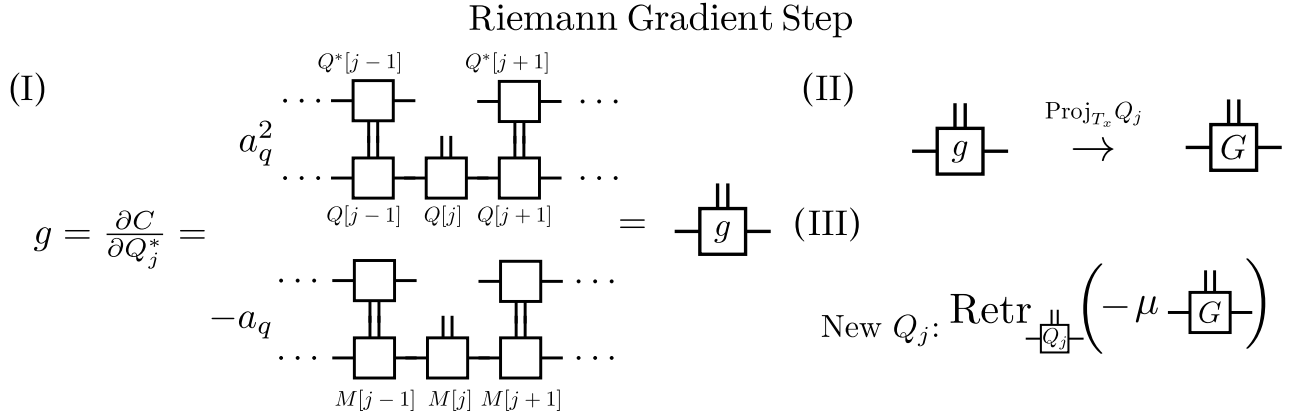 Riemann Gradient Step
(I)
Q*[j − 1] Q*[j + 1]
· · · · · ·
a_q^2
· · · · · ·
Q[j − 1] Q[j] Q[j + 1]
g = ∂C/∂Q_j^* = = g
· · · · · ·
−a_q
· · · · · ·
M[j − 1] M[j] M[j + 1]
(II)
g Proj_{T_x} Q_j → G
(III)
New Q_j: Retr_{Q_j} (− μ G)